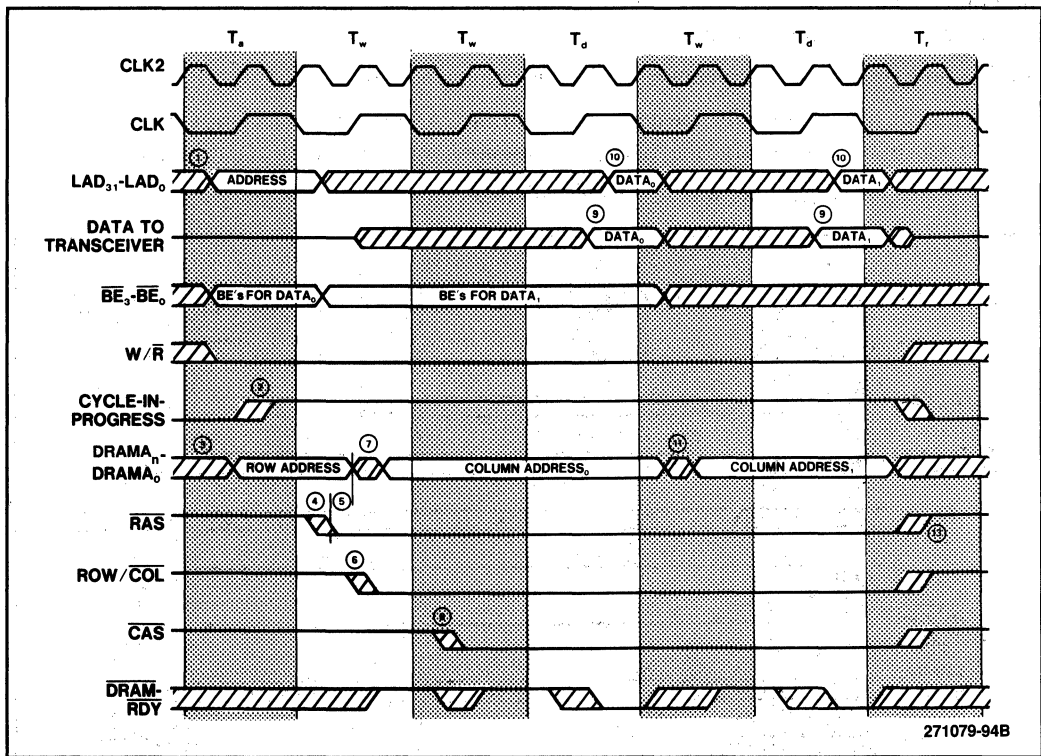 Ta Tw Tw Td Tw Td Tr
CLK2
CLK
① ⑩ ⑩
LAD31-LAD0 ADDRESS DATA0 DATA1
⑨ ⑨
DATA TO
TRANSCEIVER DATA0 DATA1
BE3-BE0 BE's FOR DATA0 BE's FOR DATA1
W/R
②
CYCLE-IN-
PROGRESS
③ ⑦ ⑪
DRAMAn-
DRAMA0 ROW ADDRESS COLUMN ADDRESS0 COLUMN ADDRESS1
④ ⑤
RAS
⑥
ROW/COL
⑧
CAS
DRAM-
RDY
271079-94B